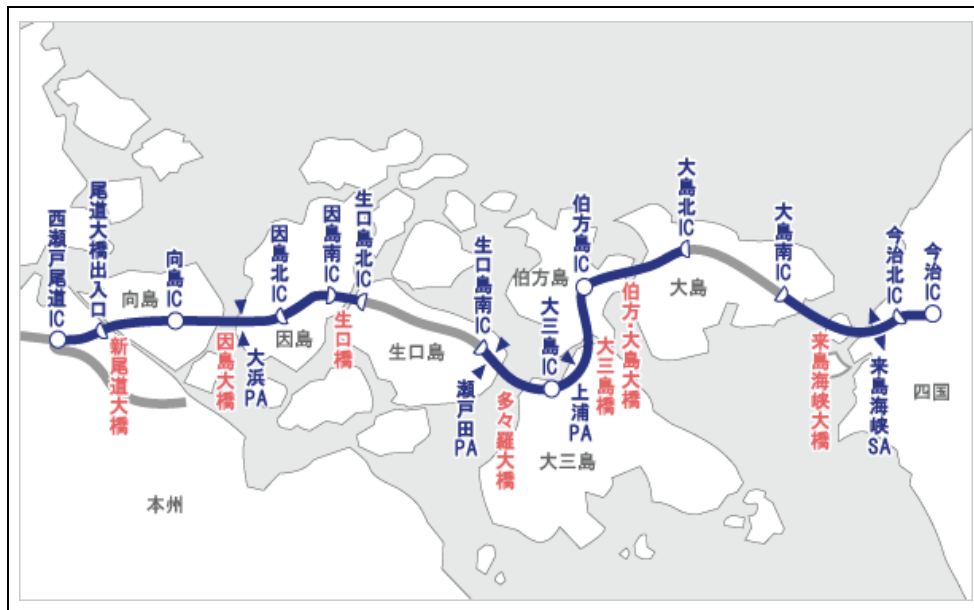 西瀬戸尾道IC
尾道大橋出入口
新尾道大橋
向島
向島IC
因島大橋
大浜PA
因島北IC
因島
因島南IC
生口橋
生口島北IC
生口島
生口島南IC
瀬戸田PA
多々羅大橋
大三島IC
大三島
上浦PA
大三島橋
伯方島
伯方島IC
伯方・大島大橋
大島
大島北IC
大島南IC
来島海峡大橋
来島海峡SA
今治北IC
今治IC
四国
本州